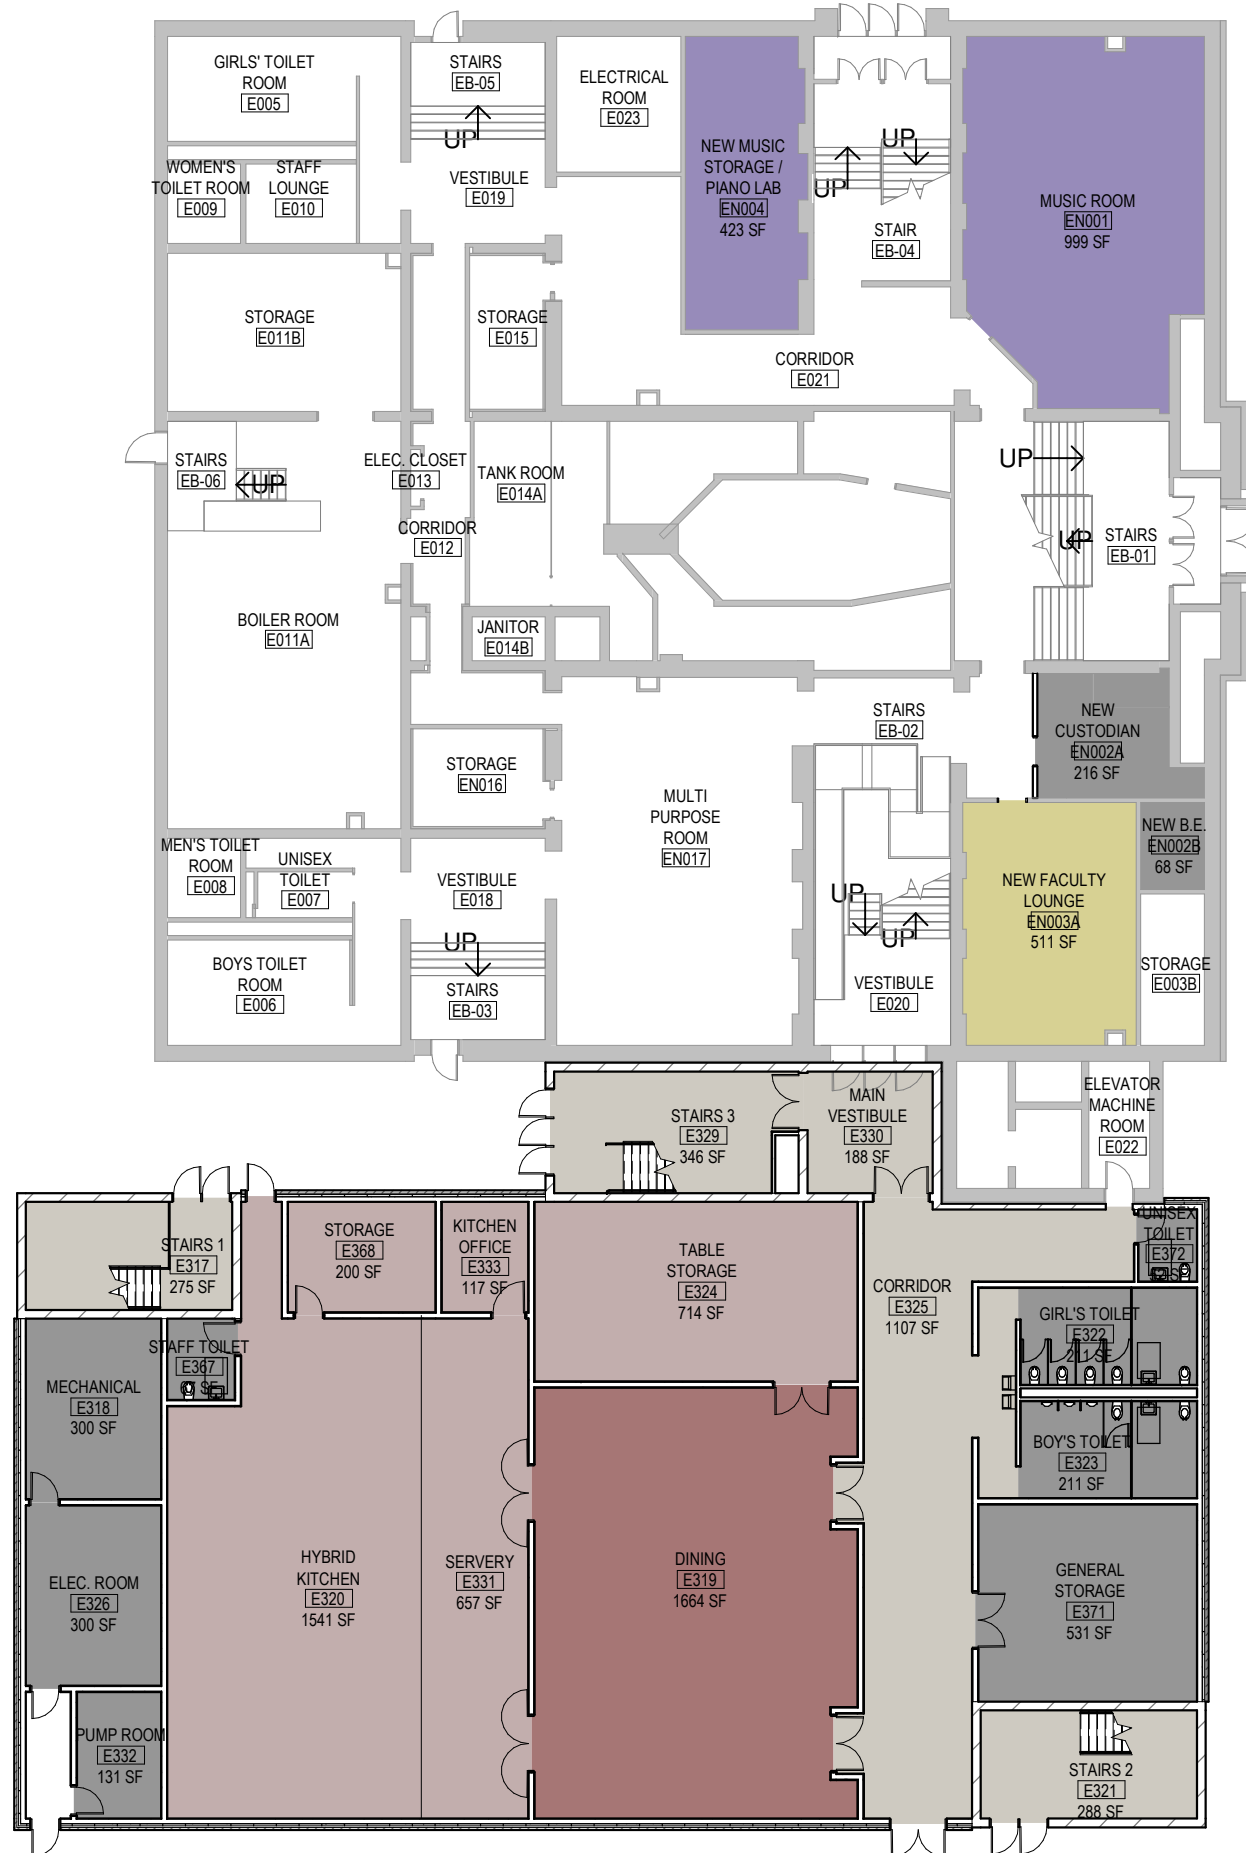 GIRLS' TOILET
ROOM
E005
STAIRS
EB-05
UP
ELECTRICAL
ROOM
E023
NEW MUSIC
STORAGE /
PIANO LAB
EN004
423 SF
UP
UP
STAIR
EB-04
MUSIC ROOM
EN001
999 SF
WOMEN'S
TOILET ROOM
E009
STAFF
LOUNGE
E010
VESTIBULE
E019
STORAGE
E011B
STORAGE
E015
CORRIDOR
E021
STAIRS
EB-06
UP
ELEC. CLOSET
E013
TANK ROOM
E014A
CORRIDOR
E012
UP
UP
STAIRS
EB-01
BOILER ROOM
E011A
JANITOR
E014B
STAIRS
EB-02
NEW
CUSTODIAN
EN002A
216 SF
STORAGE
EN016
MULTI
PURPOSE
ROOM
EN017
MEN'S TOILET
ROOM
E008
UNISEX
TOILET
E007
VESTIBULE
E018
UP
UP
UP
NEW B.E.
EN002B
68 SF
NEW FACULTY
LOUNGE
EN003A
511 SF
BOYS TOILET
ROOM
E006
STAIRS
EB-03
VESTIBULE
E020
STORAGE
E003B
STAIRS 3
E329
346 SF
MAIN
VESTIBULE
E330
188 SF
ELEVATOR
MACHINE
ROOM
E022
STAIRS 1
E317
275 SF
STORAGE
E368
200 SF
KITCHEN
OFFICE
E333
117 SF
TABLE
STORAGE
E324
714 SF
CORRIDOR
E325
1107 SF
UNISEX
TOILET
E372
GIRL'S TOILET
E322
211 SF
STAFF TOILET
E367
SF
MECHANICAL
E318
300 SF
BOY'S TOILET
E323
211 SF
ELEC. ROOM
E326
300 SF
HYBRID
KITCHEN
E320
1541 SF
SERVERY
E331
657 SF
DINING
E319
1664 SF
GENERAL
STORAGE
E371
531 SF
PUMP ROOM
E332
131 SF
STAIRS 2
E321
288 SF